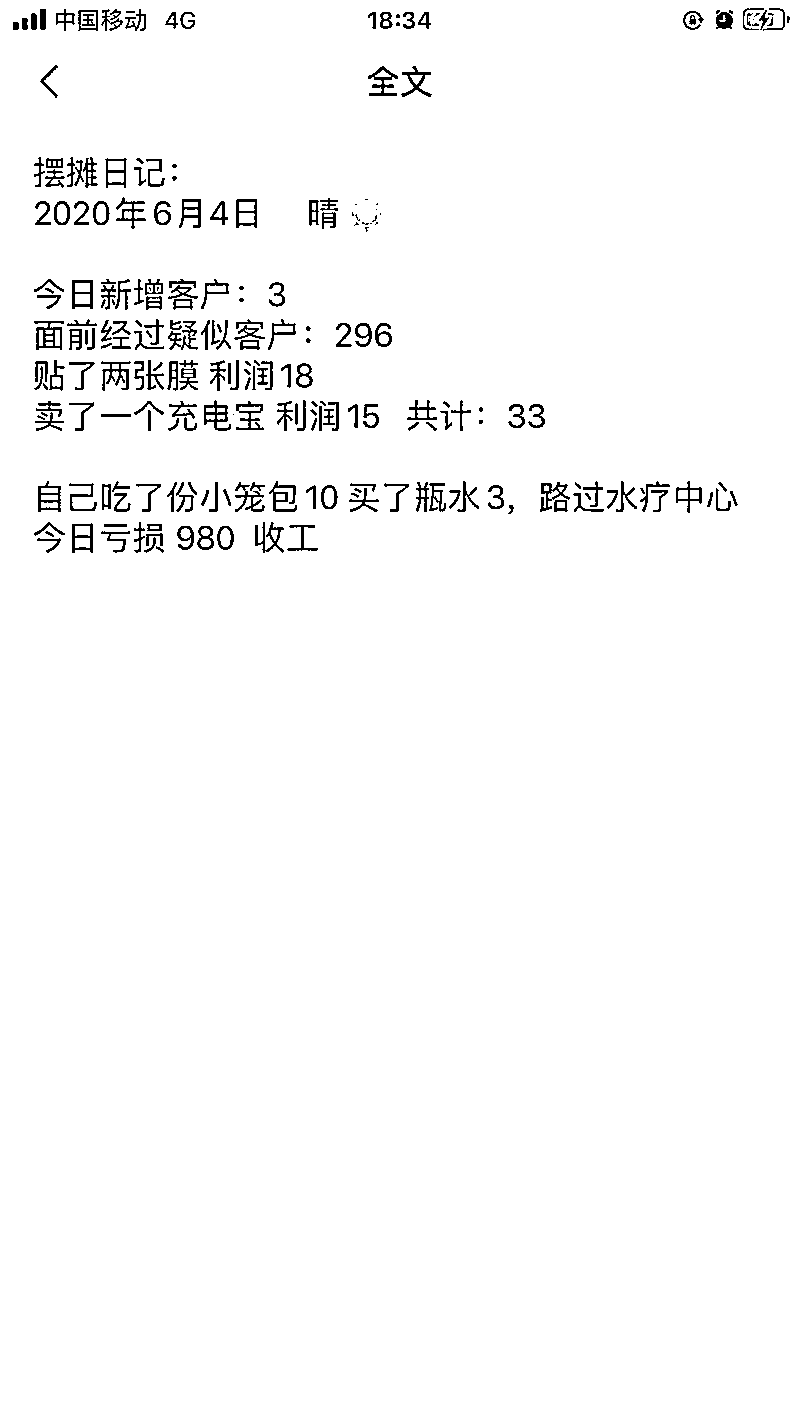 中国移动 4G 18:34
全文
摆摊日记：
2020年6月4日 晴
今日新增客户：3
面前经过疑似客户：296
贴了两张膜 利润18
卖了一个充电宝 利润15 共计：33
自己吃了份小笼包10 买了瓶水3，路过水疗中心
今日亏损 980 收工